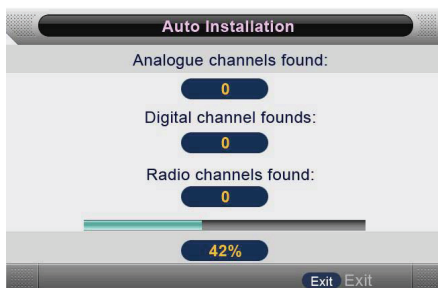 Auto Installation
Analogue channels found:
0
Digital channel founds:
0
Radio channels found:
0
42%
Exit Exit